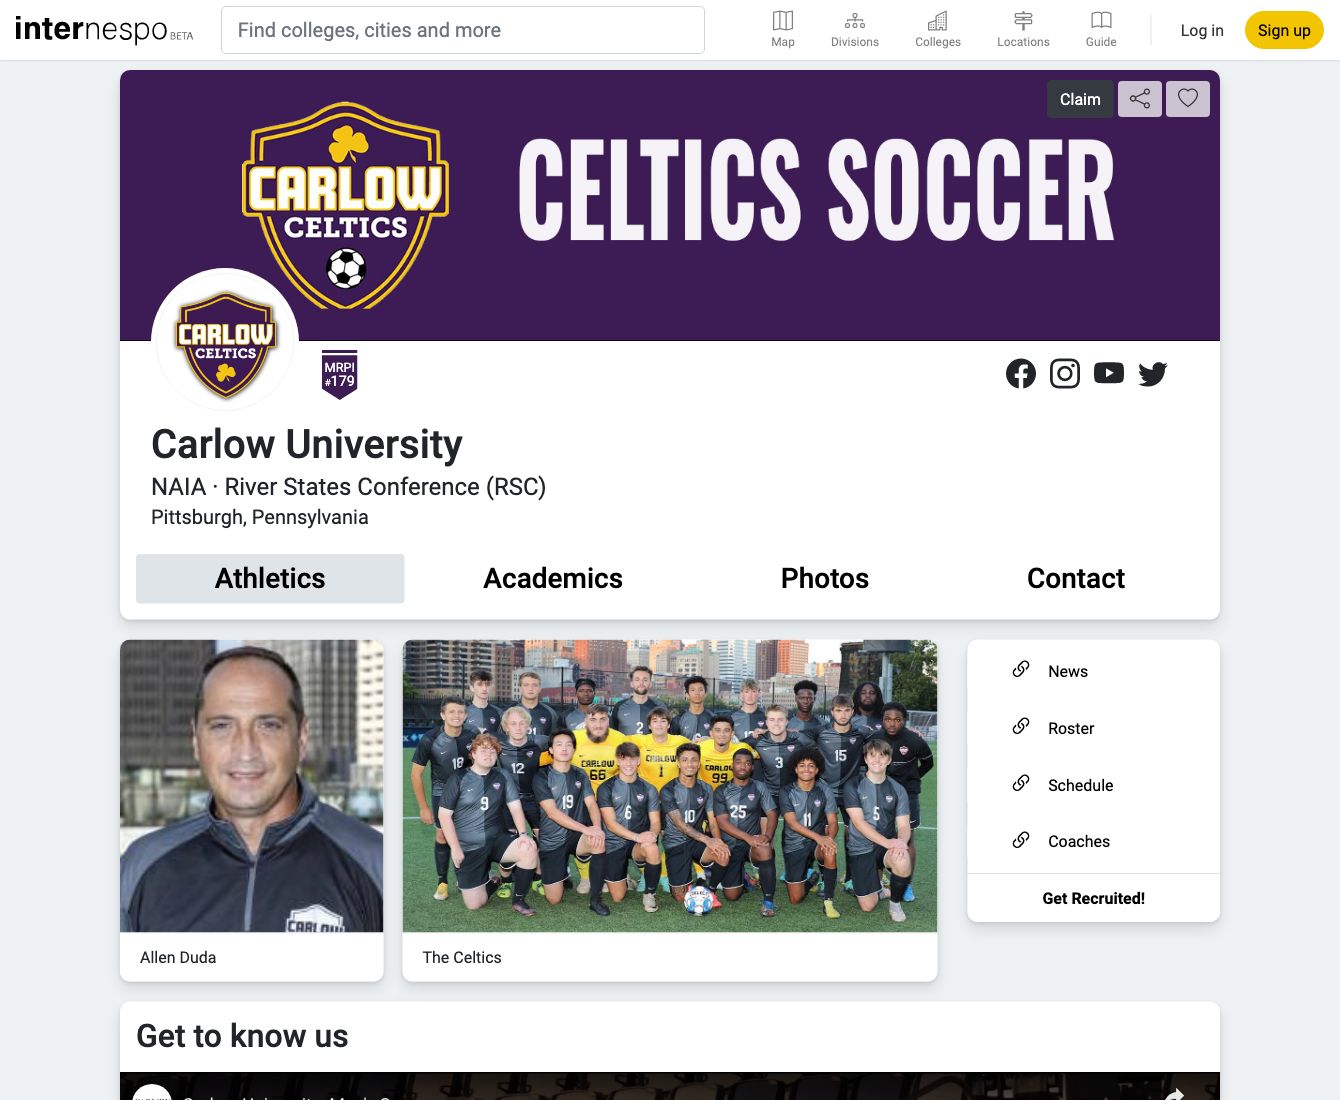 internespo BETA
Find colleges, cities and more
Map
Divisions
Colleges
Locations
Guide
Log in
Sign up
Claim
CARLOW
CELTICS
CELTICS SOCCER
CARLOW
CELTICS
MRPI
#179
Carlow University
NAIA · River States Conference (RSC)
Pittsburgh, Pennsylvania
Athletics
Academics
Photos
Contact
CARLOW
Allen Duda
2
18
12
CARLOW
66
CARLOW
1
CARLOW
99
3
15
9
19
6
10
25
11
5
The Celtics
News
Roster
Schedule
Coaches
Get Recruited!
Get to know us